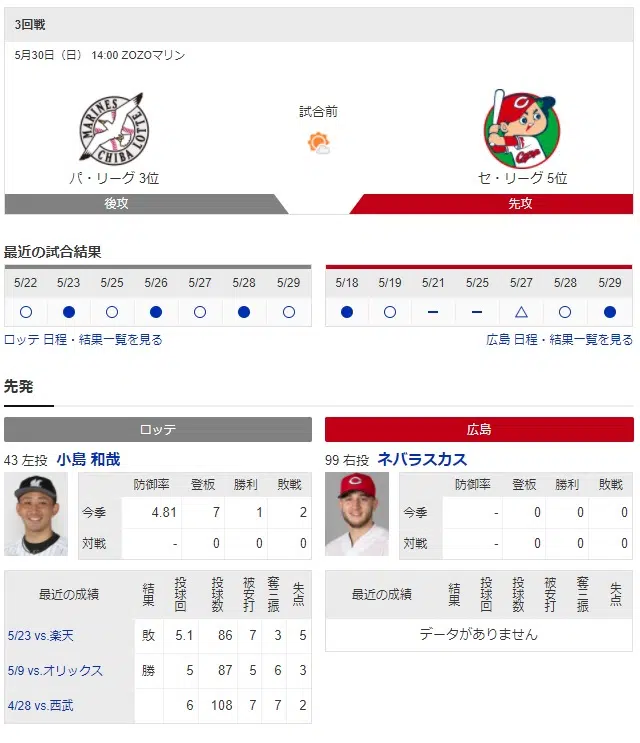 3回戦
5月30日（日） 14:00 ZOZOマリン
MARINES
CHIBA LOTTE
試合前
C
Carp
パ・リーグ 3位
セ・リーグ 5位
後攻
先攻
最近の試合結果
5/22 5/23 5/25 5/26 5/27 5/28 5/29
○ ● ○ ● ○ ● ○
5/18 5/19 5/21 5/25 5/27 5/28 5/29
● ○ － － △ ○ ●
ロッテ 日程・結果一覧を見る
広島 日程・結果一覧を見る
先発
ロッテ
43 左投 小島 和哉
防御率 登板 勝利 敗戦
今季 4.81 7 1 2
対戦 - 0 0 0
最近の成績 結果 投球回 投球数 被安打 奪三振 失点
5/23 vs.楽天 敗 5.1 86 7 3 5
5/9 vs.オリックス 勝 5 87 5 6 3
4/28 vs.西武 6 108 7 7 2
広島
99 右投 ネバラスカス
防御率 登板 勝利 敗戦
今季 - 0 0 0
対戦 - 0 0 0
最近の成績 結果 投球回 投球数 被安打 奪三振 失点
データがありません